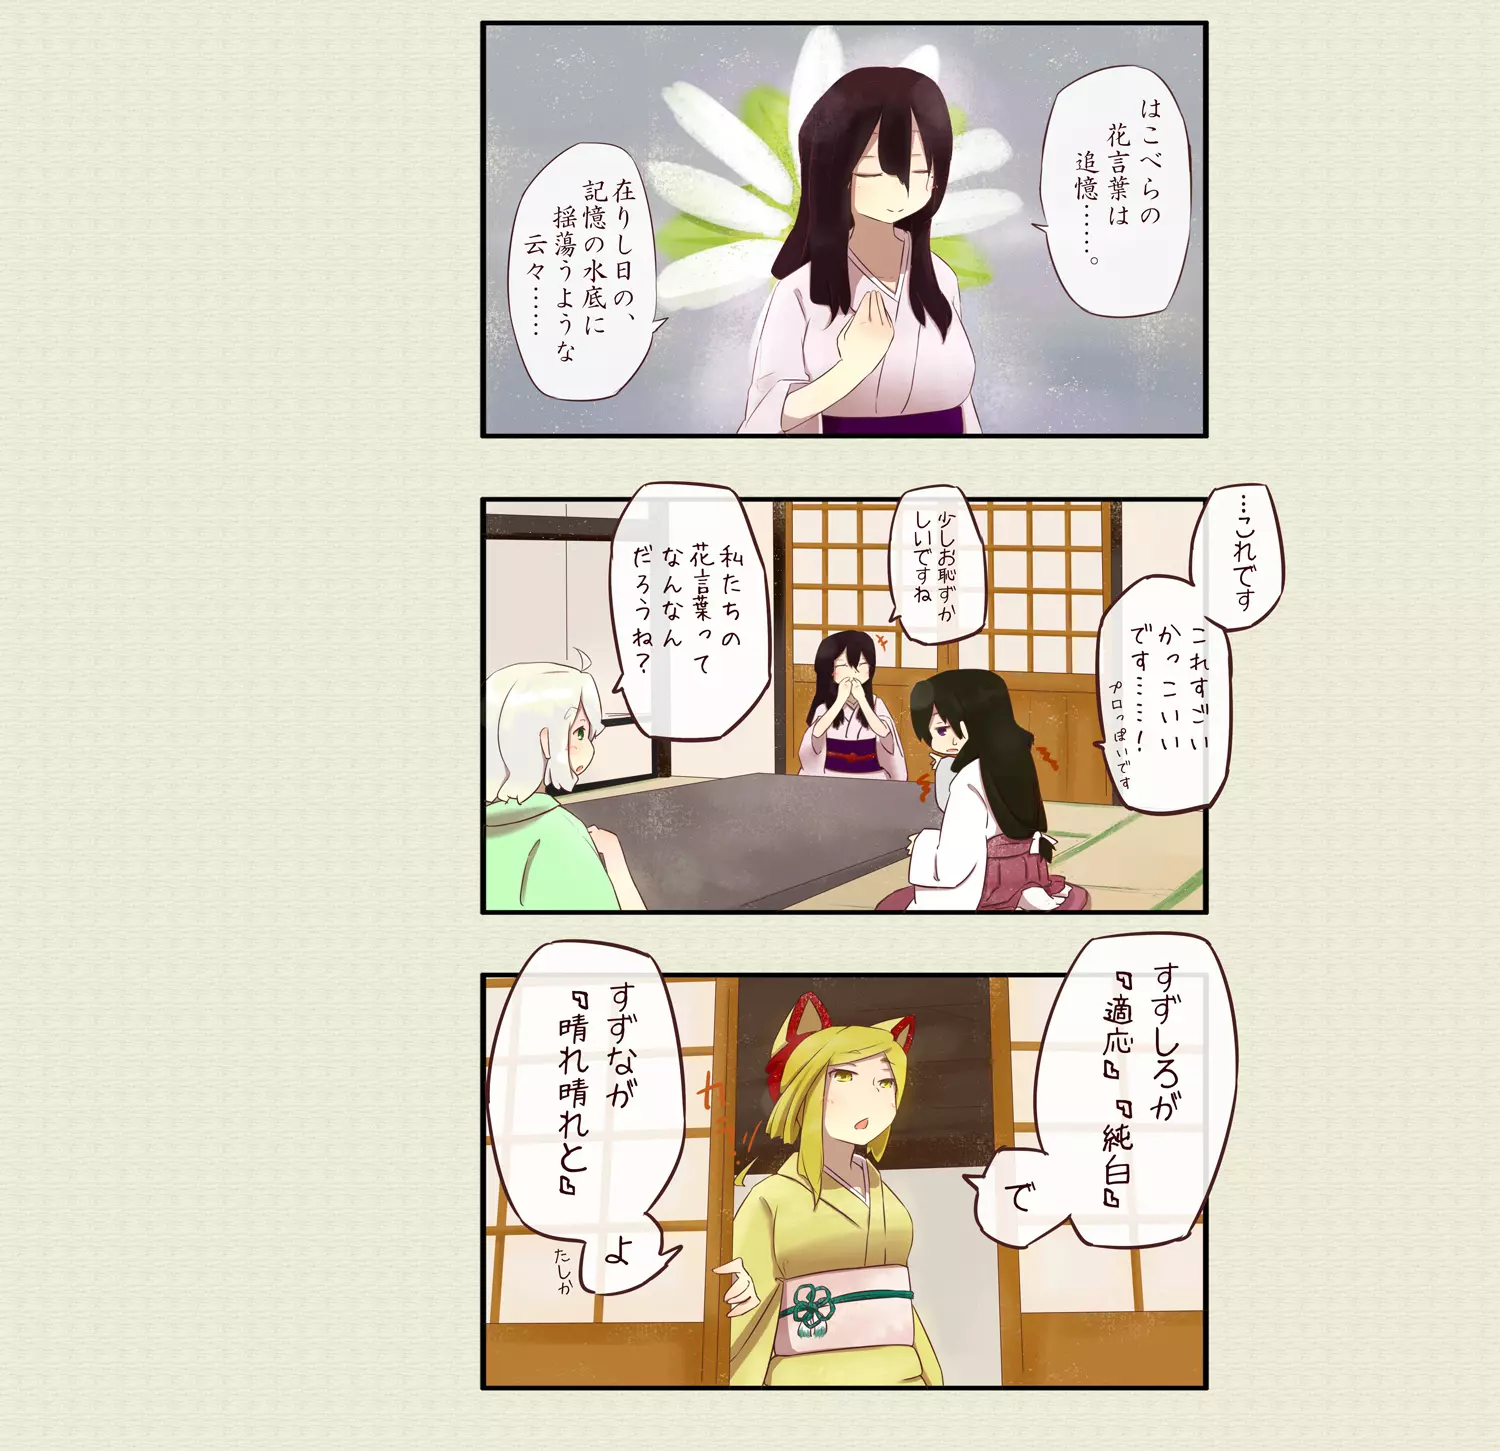 はこべらの
花言葉は
追憶………。
在りし日の、
記憶の水底に
揺蕩うような
云々……
…これです
これすごい
かっこいい
です……！
プロっぽいです
少しお恥ずか
しいですね
私たちの
花言葉って
なんなん
だろうね？
すずしろが
『適応』『純白』
で
すずなが
『晴れ晴れと』
よ
たしか